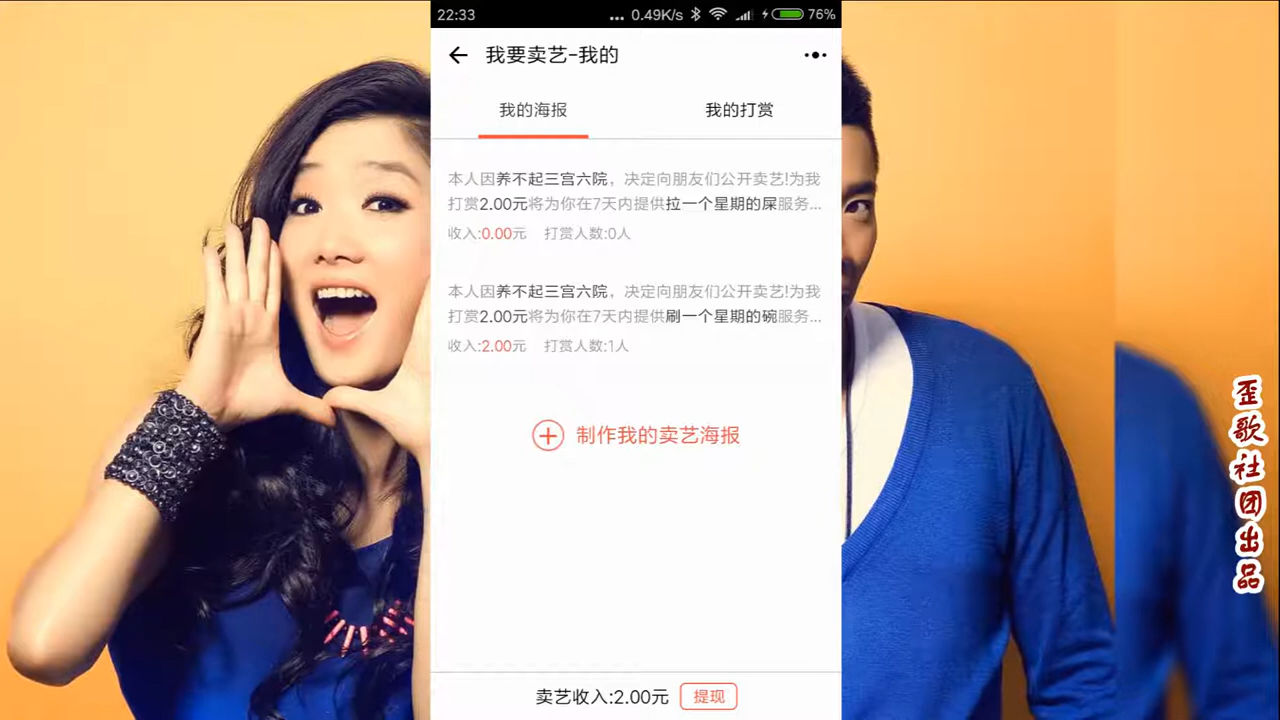 22:33
... 0.49K/s
76%
我要卖艺-我的
我的海报
我的打赏
本人因养不起三宫六院，决定向朋友们公开卖艺!为我
打赏2.00元将为你在7天内提供拉一个星期的屎服务...
收入:0.00元 打赏人数:0人
本人因养不起三宫六院，决定向朋友们公开卖艺!为我
打赏2.00元将为你在7天内提供刷一个星期的碗服务...
收入:2.00元 打赏人数:1人
制作我的卖艺海报
卖艺收入:2.00元
提现
歪歌社团出品